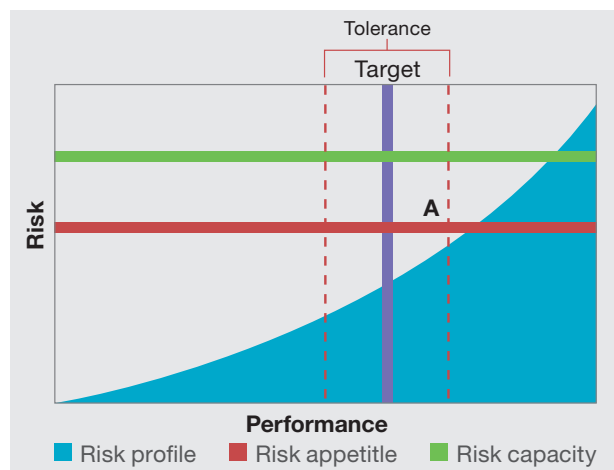 Tolerance
Target
A
Risk
Performance
Risk profile
Risk appetitle
Risk capacity